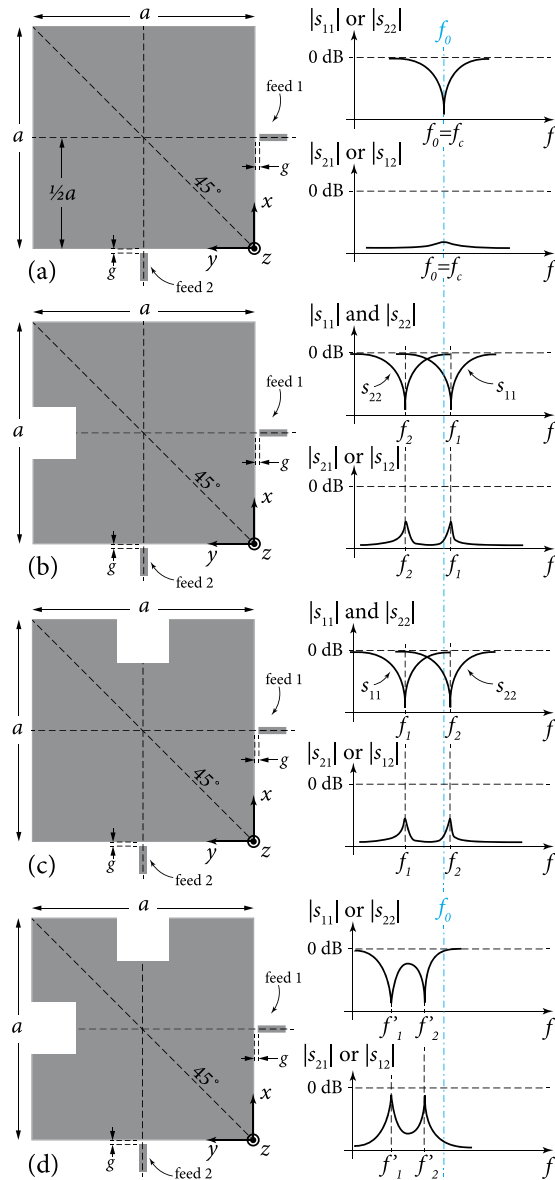 a
|s11| or |s22|
f0
0 dB
feed 1
a
½a
g
45°
x
f0=fc
f
|s21| or |s12|
0 dB
g
y
z
(a)
feed 2
f0=fc
f
a
|s11| and |s22|
0 dB
feed 1
s22
s11
a
f2
f1
f
g
|s21| or |s12|
45°
0 dB
x
g
y
z
(b)
feed 2
f2
f1
f
a
|s11| and |s22|
0 dB
feed 1
s11
s22
a
f1
f2
f
g
|s21| or |s12|
45°
0 dB
x
g
y
z
(c)
feed 2
f1
f2
f
a
|s11| or |s22|
f0
0 dB
feed 1
a
f'1
f'2
f
g
|s21| or |s12|
45°
0 dB
x
g
y
z
(d)
feed 2
f'1
f'2
f